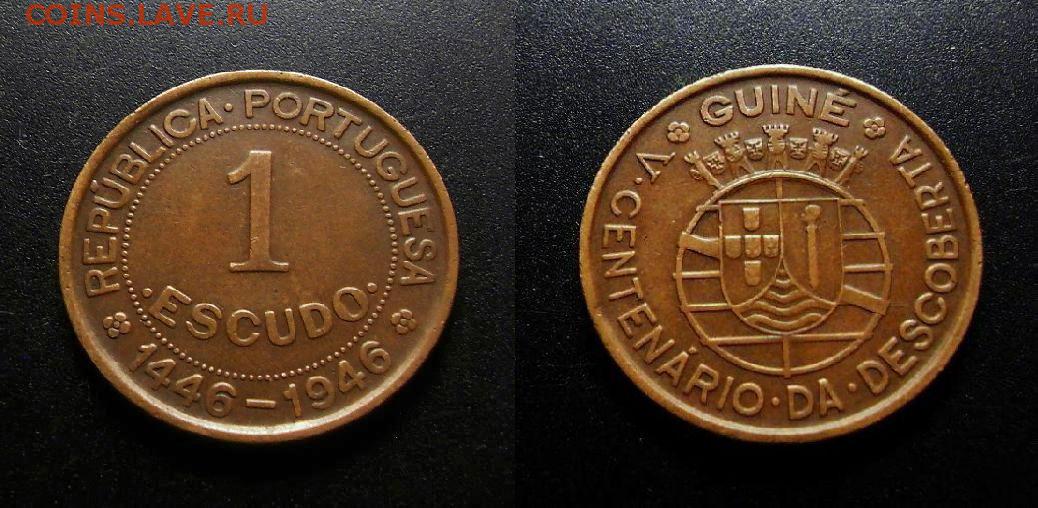 COINS.LAVE.RU
REPÚBLICA·PORTUGUESA
1
·ESCUDO·
1446-1946
GUINÉ
V·CENTENÁRIO·DA·DESCOBERTA